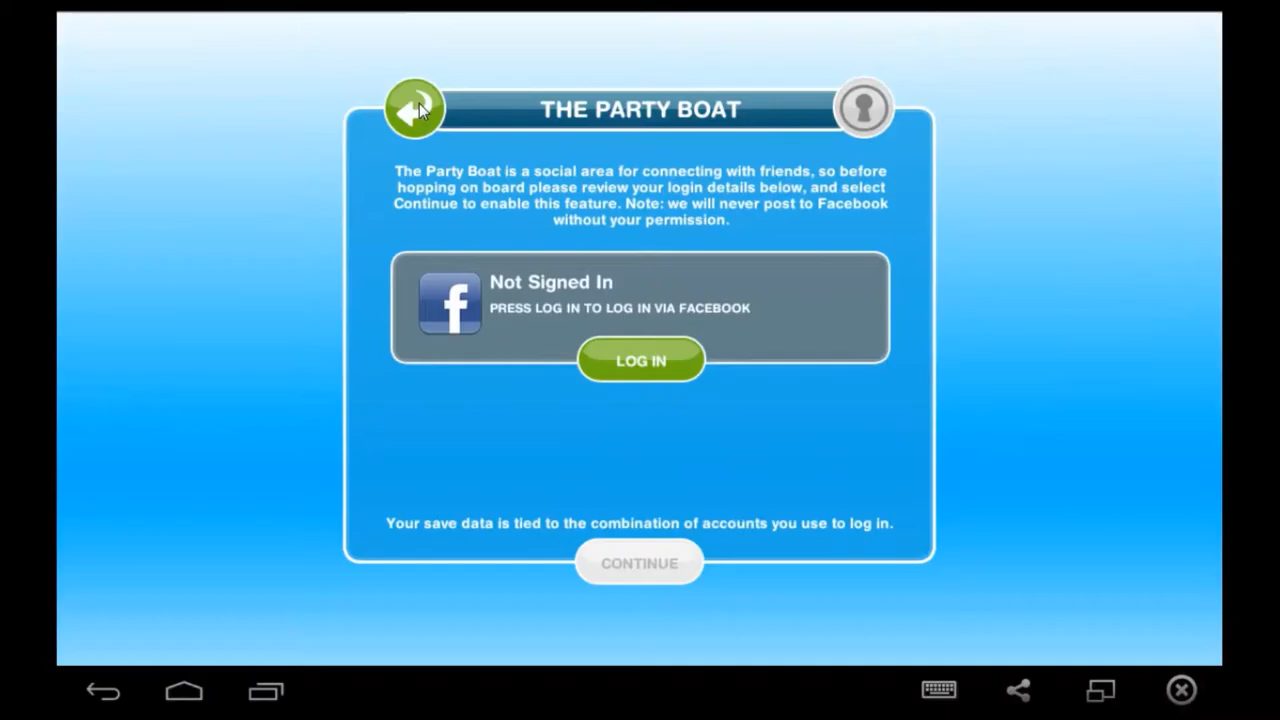 THE PARTY BOAT
The Party Boat is a social area for connecting with friends, so before
hopping on board please review your login details below, and select
Continue to enable this feature. Note: we will never post to Facebook
without your permission.
f
Not Signed In
PRESS LOG IN TO LOG IN VIA FACEBOOK
LOG IN
Your save data is tied to the combination of accounts you use to log in.
CONTINUE